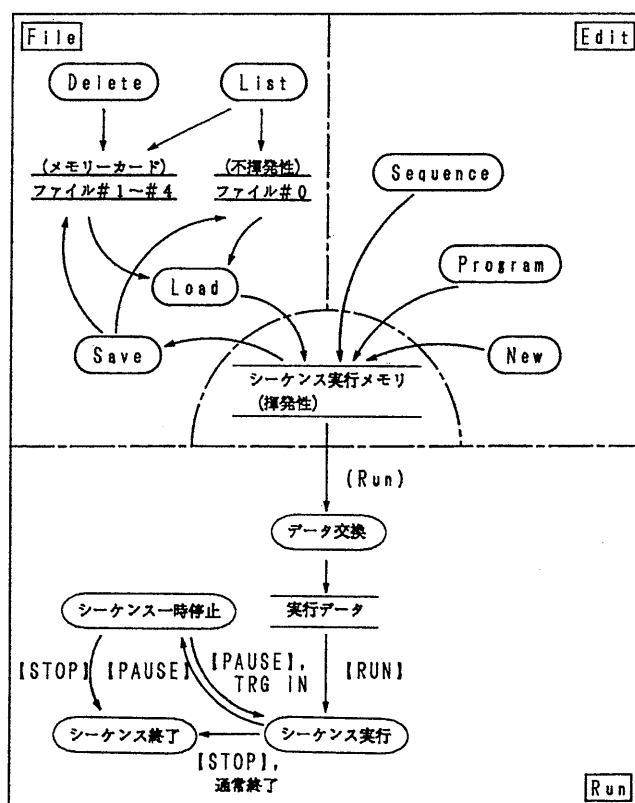 File
Edit
Delete
List
(メモリーカード)
ファイル#1～#4
(不揮発性)
ファイル#0
Sequence
Program
Load
Save
New
シーケンス実行メモリ
(揮発性)
(Run)
データ交換
実行データ
シーケンス一時停止
【STOP】
【PAUSE】
【PAUSE】,
TRG IN
【RUN】
シーケンス終了
シーケンス実行
【STOP】,
通常終了
Run